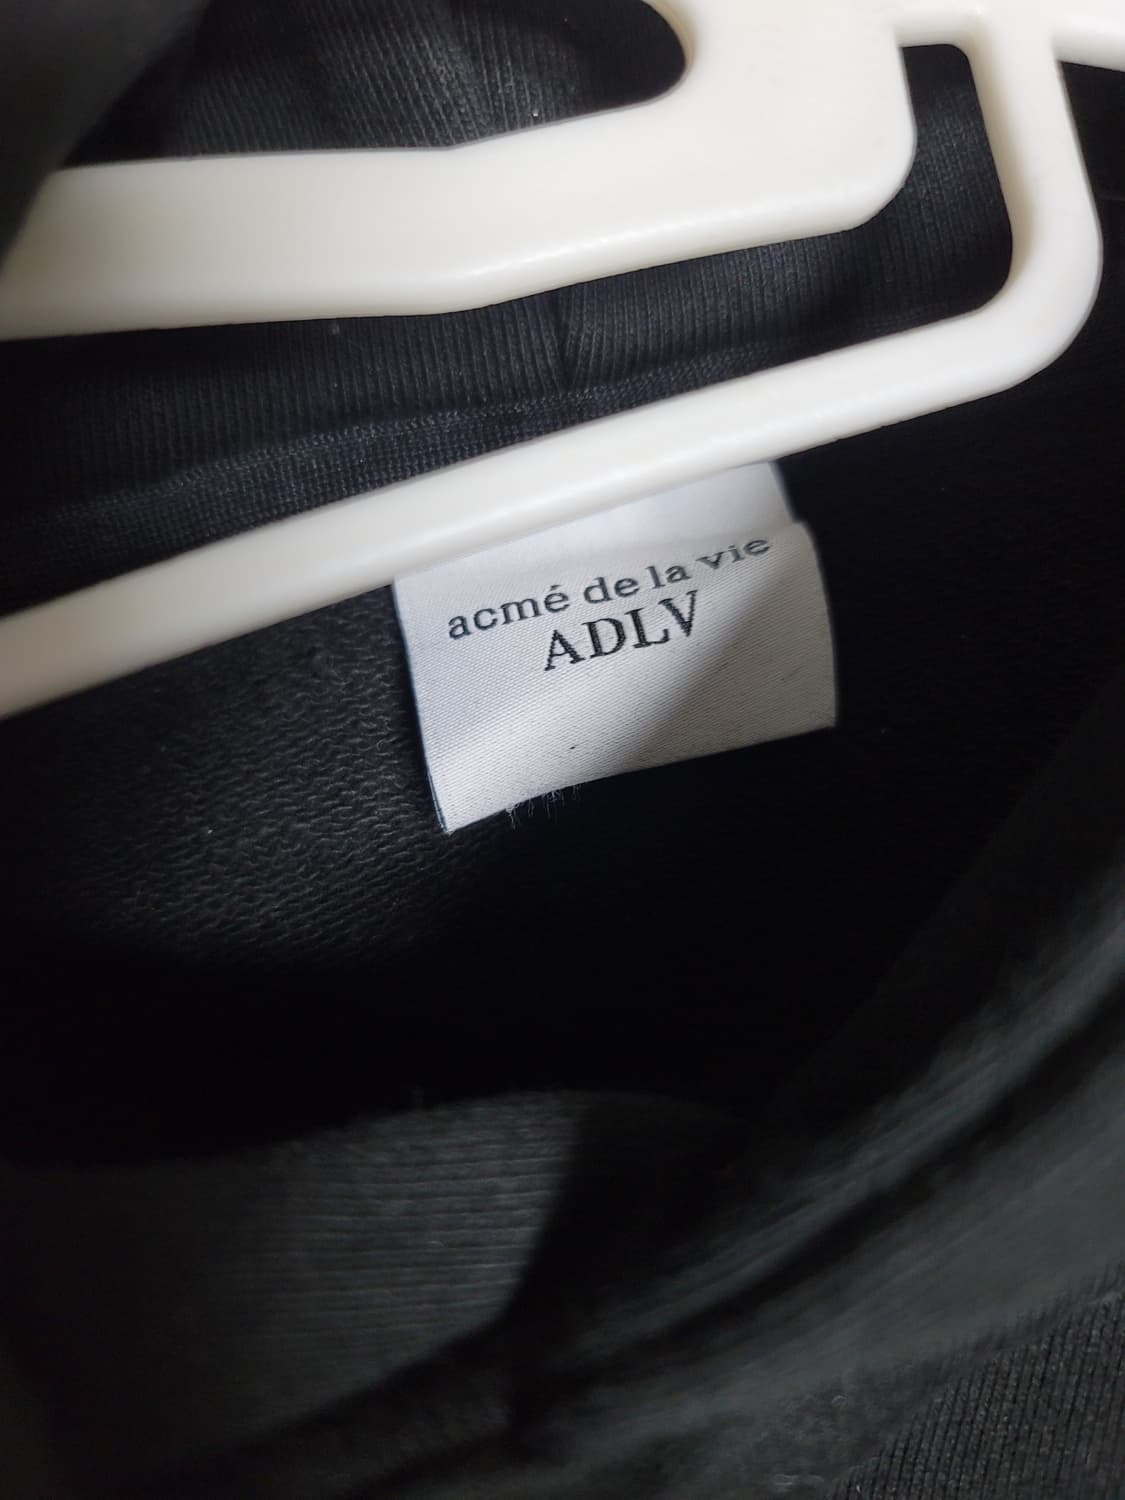 acmé de la vie
ADLV